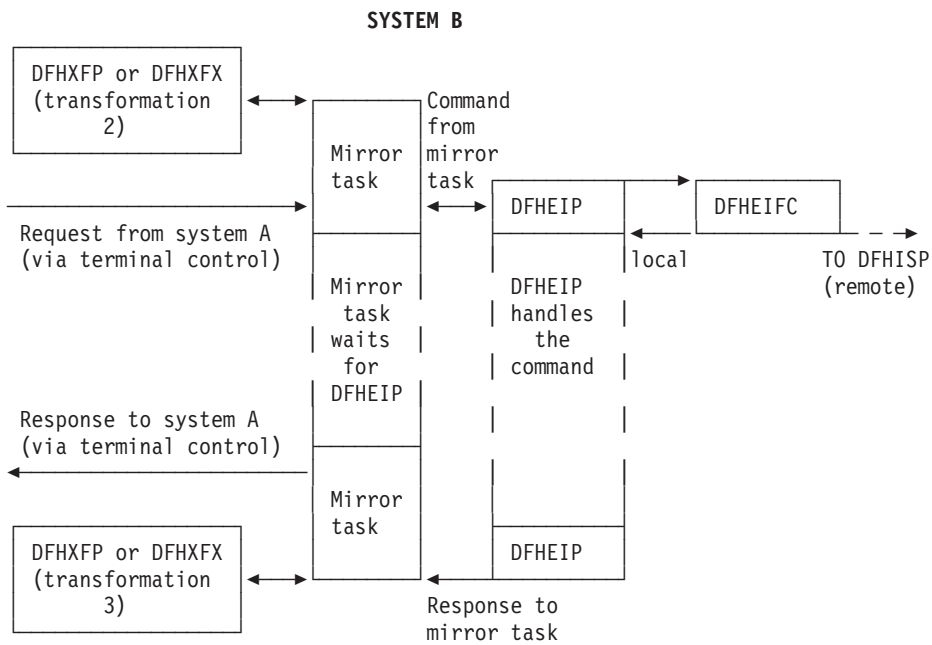 SYSTEM B
DFHXFP or DFHXFX
(transformation
2)
Command
from
mirror
task
Mirror
task
DFHEIP
DFHEIFC
Request from system A
(via terminal control)
local
TO DFHISP
(remote)
Mirror
task
waits
for
DFHEIP
DFHEIP
handles
the
command
Response to system A
(via terminal control)
Mirror
task
DFHXFP or DFHXFX
(transformation
3)
DFHEIP
Response to
mirror task